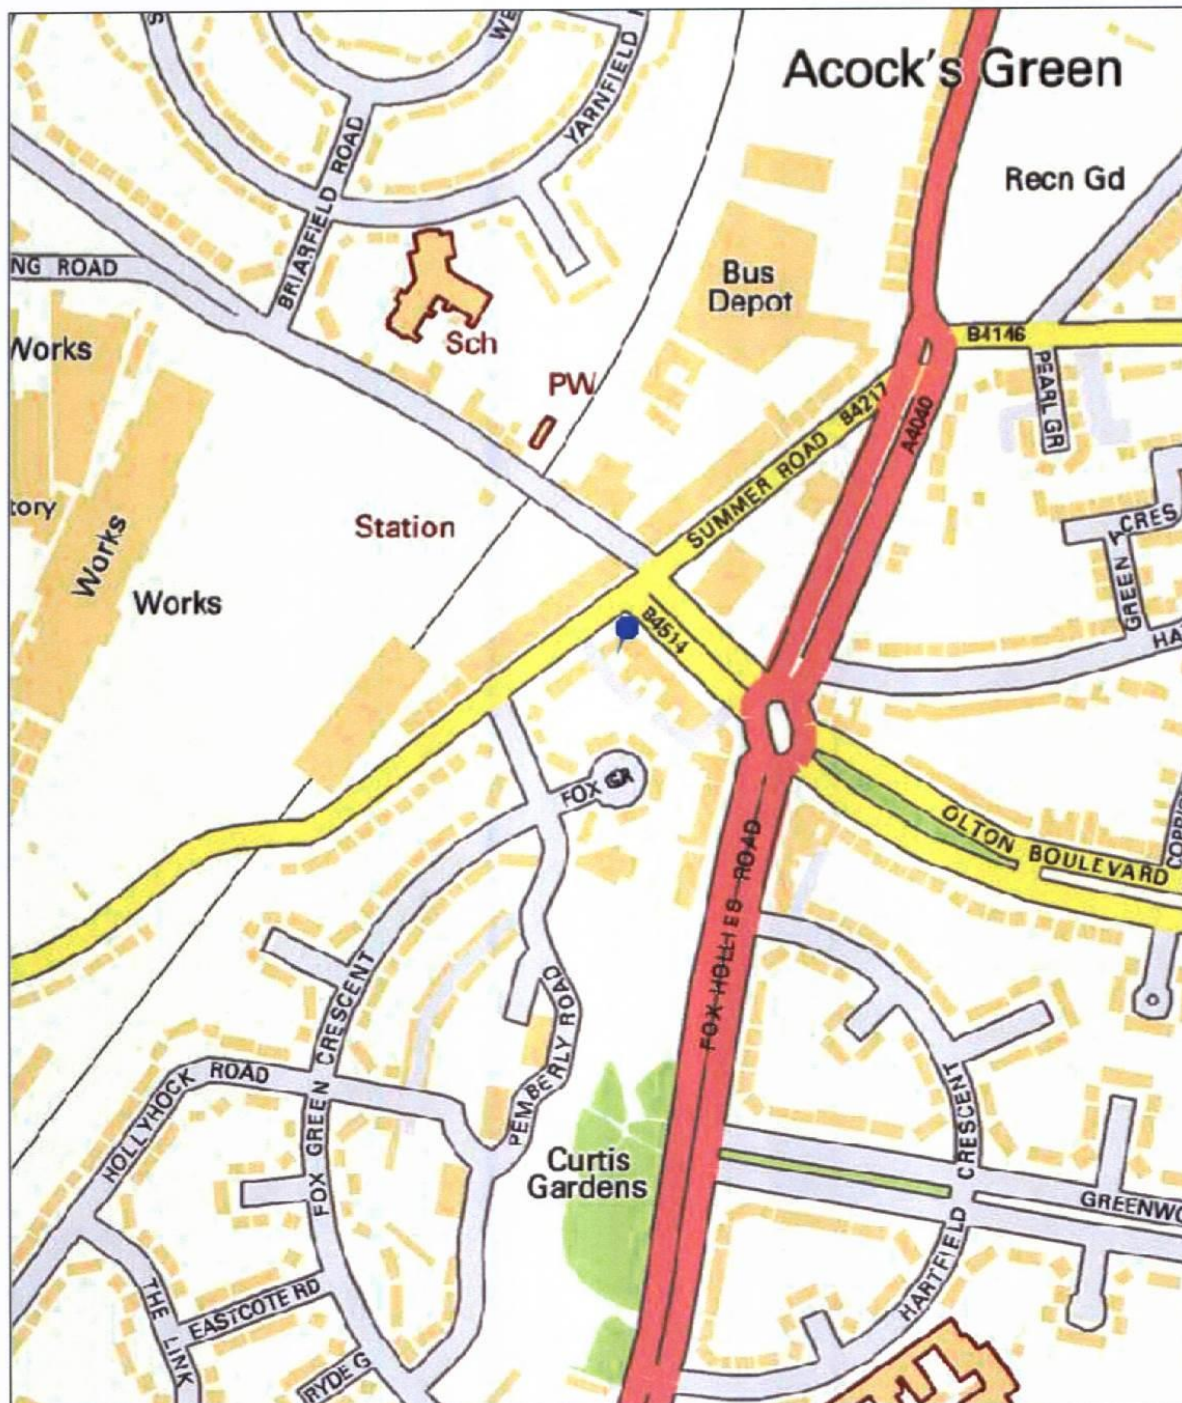 Acock's Green
YARNFIELD
BRIARFIELD ROAD
Recn Gd
NG ROAD
Bus
Depot
Works
Sch
B4146
PEARL GR
PW
SUMMER ROAD B4217
A4040
tory
Works
Station
Works
CRES
GREEN
HA
B4514
FOX GR
OLTON BOULEVARD
FOX HOLLIES ROAD
FOX GREEN CRESCENT
PEMBERLY ROAD
HOLLYHOCK ROAD
Curtis
Gardens
HARTFIELD CRESCENT
GREENWO
THE LINK
EASTCOTE RD
RYDE G